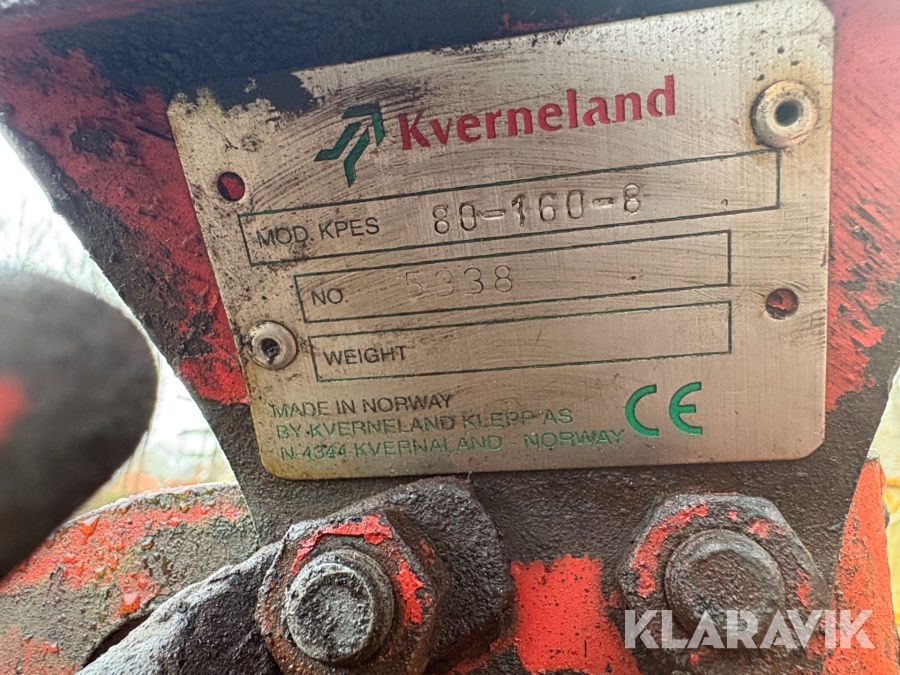 Kverneland
MOD. KPES 80-160-8
NO. 5338
WEIGHT
MADE IN NORWAY
BY KVERNELAND KLEPP AS
N-4344 KVERNALAND - NORWAY
CE
KLARAVIK